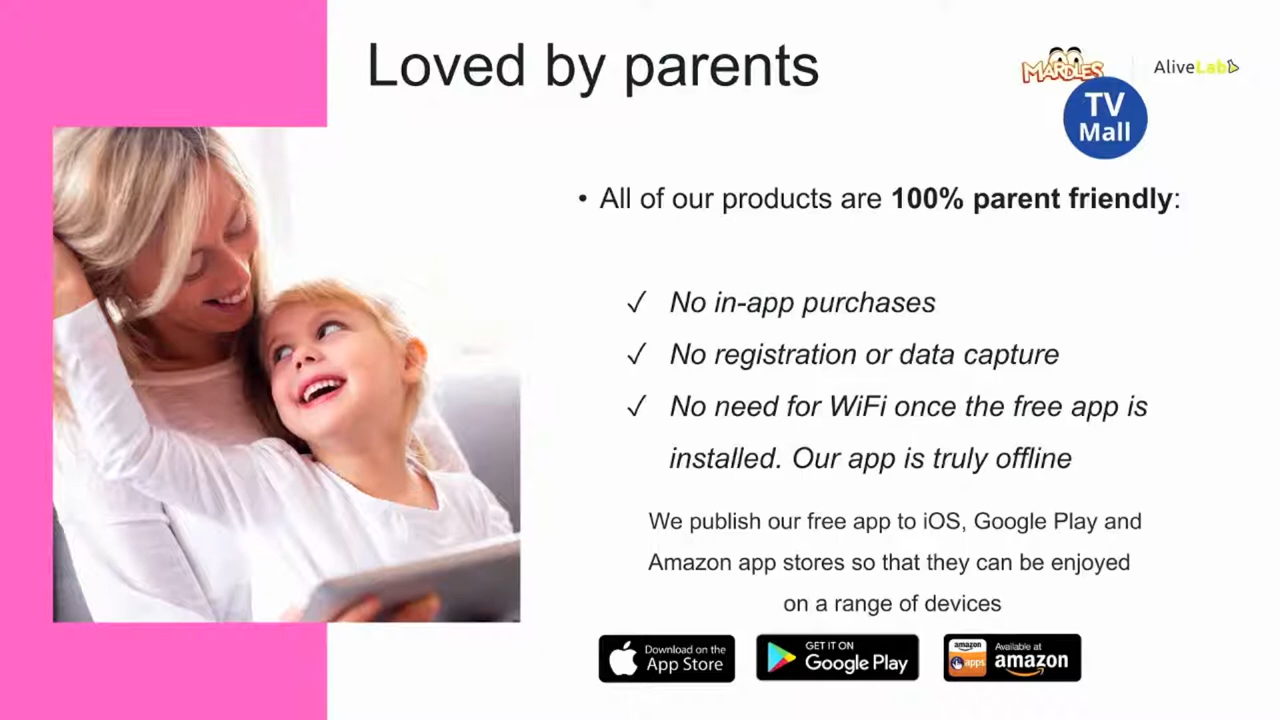 Loved by parents
MARDLES
AliveLab
TV
Mall
• All of our products are 100% parent friendly:
✓ No in-app purchases
✓ No registration or data capture
✓ No need for WiFi once the free app is
installed. Our app is truly offline
We publish our free app to iOS, Google Play and
Amazon app stores so that they can be enjoyed
on a range of devices
Download on the
App Store
GET IT ON
Google Play
amazon
apps
Available at
amazon